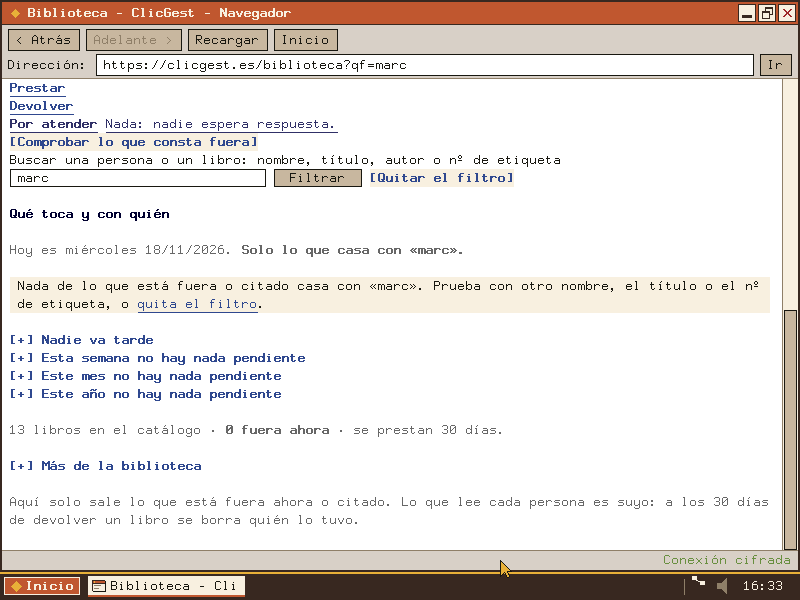 Biblioteca - ClicGest - Navegador
< Atrás Adelante > Recargar Inicio
Dirección: https://clicgest.es/biblioteca?qf=marc Ir
Prestar
Devolver
Por atender Nada: nadie espera respuesta.
[Comprobar lo que consta fuera]
Buscar una persona o un libro: nombre, título, autor o nº de etiqueta
marc Filtrar [Quitar el filtro]
Qué toca y con quién
Hoy es miércoles 18/11/2026. Solo lo que casa con «marc».
Nada de lo que está fuera o citado casa con «marc». Prueba con otro nombre, el título o el nº
de etiqueta, o quita el filtro.
[+] Nadie va tarde
[+] Esta semana no hay nada pendiente
[+] Este mes no hay nada pendiente
[+] Este año no hay nada pendiente
13 libros en el catálogo · 0 fuera ahora · se prestan 30 días.
[+] Más de la biblioteca
Aquí solo sale lo que está fuera ahora o citado. Lo que lee cada persona es suyo: a los 30 días
de devolver un libro se borra quién lo tuvo.
Conexión cifrada
Inicio Biblioteca - Cli 16:33